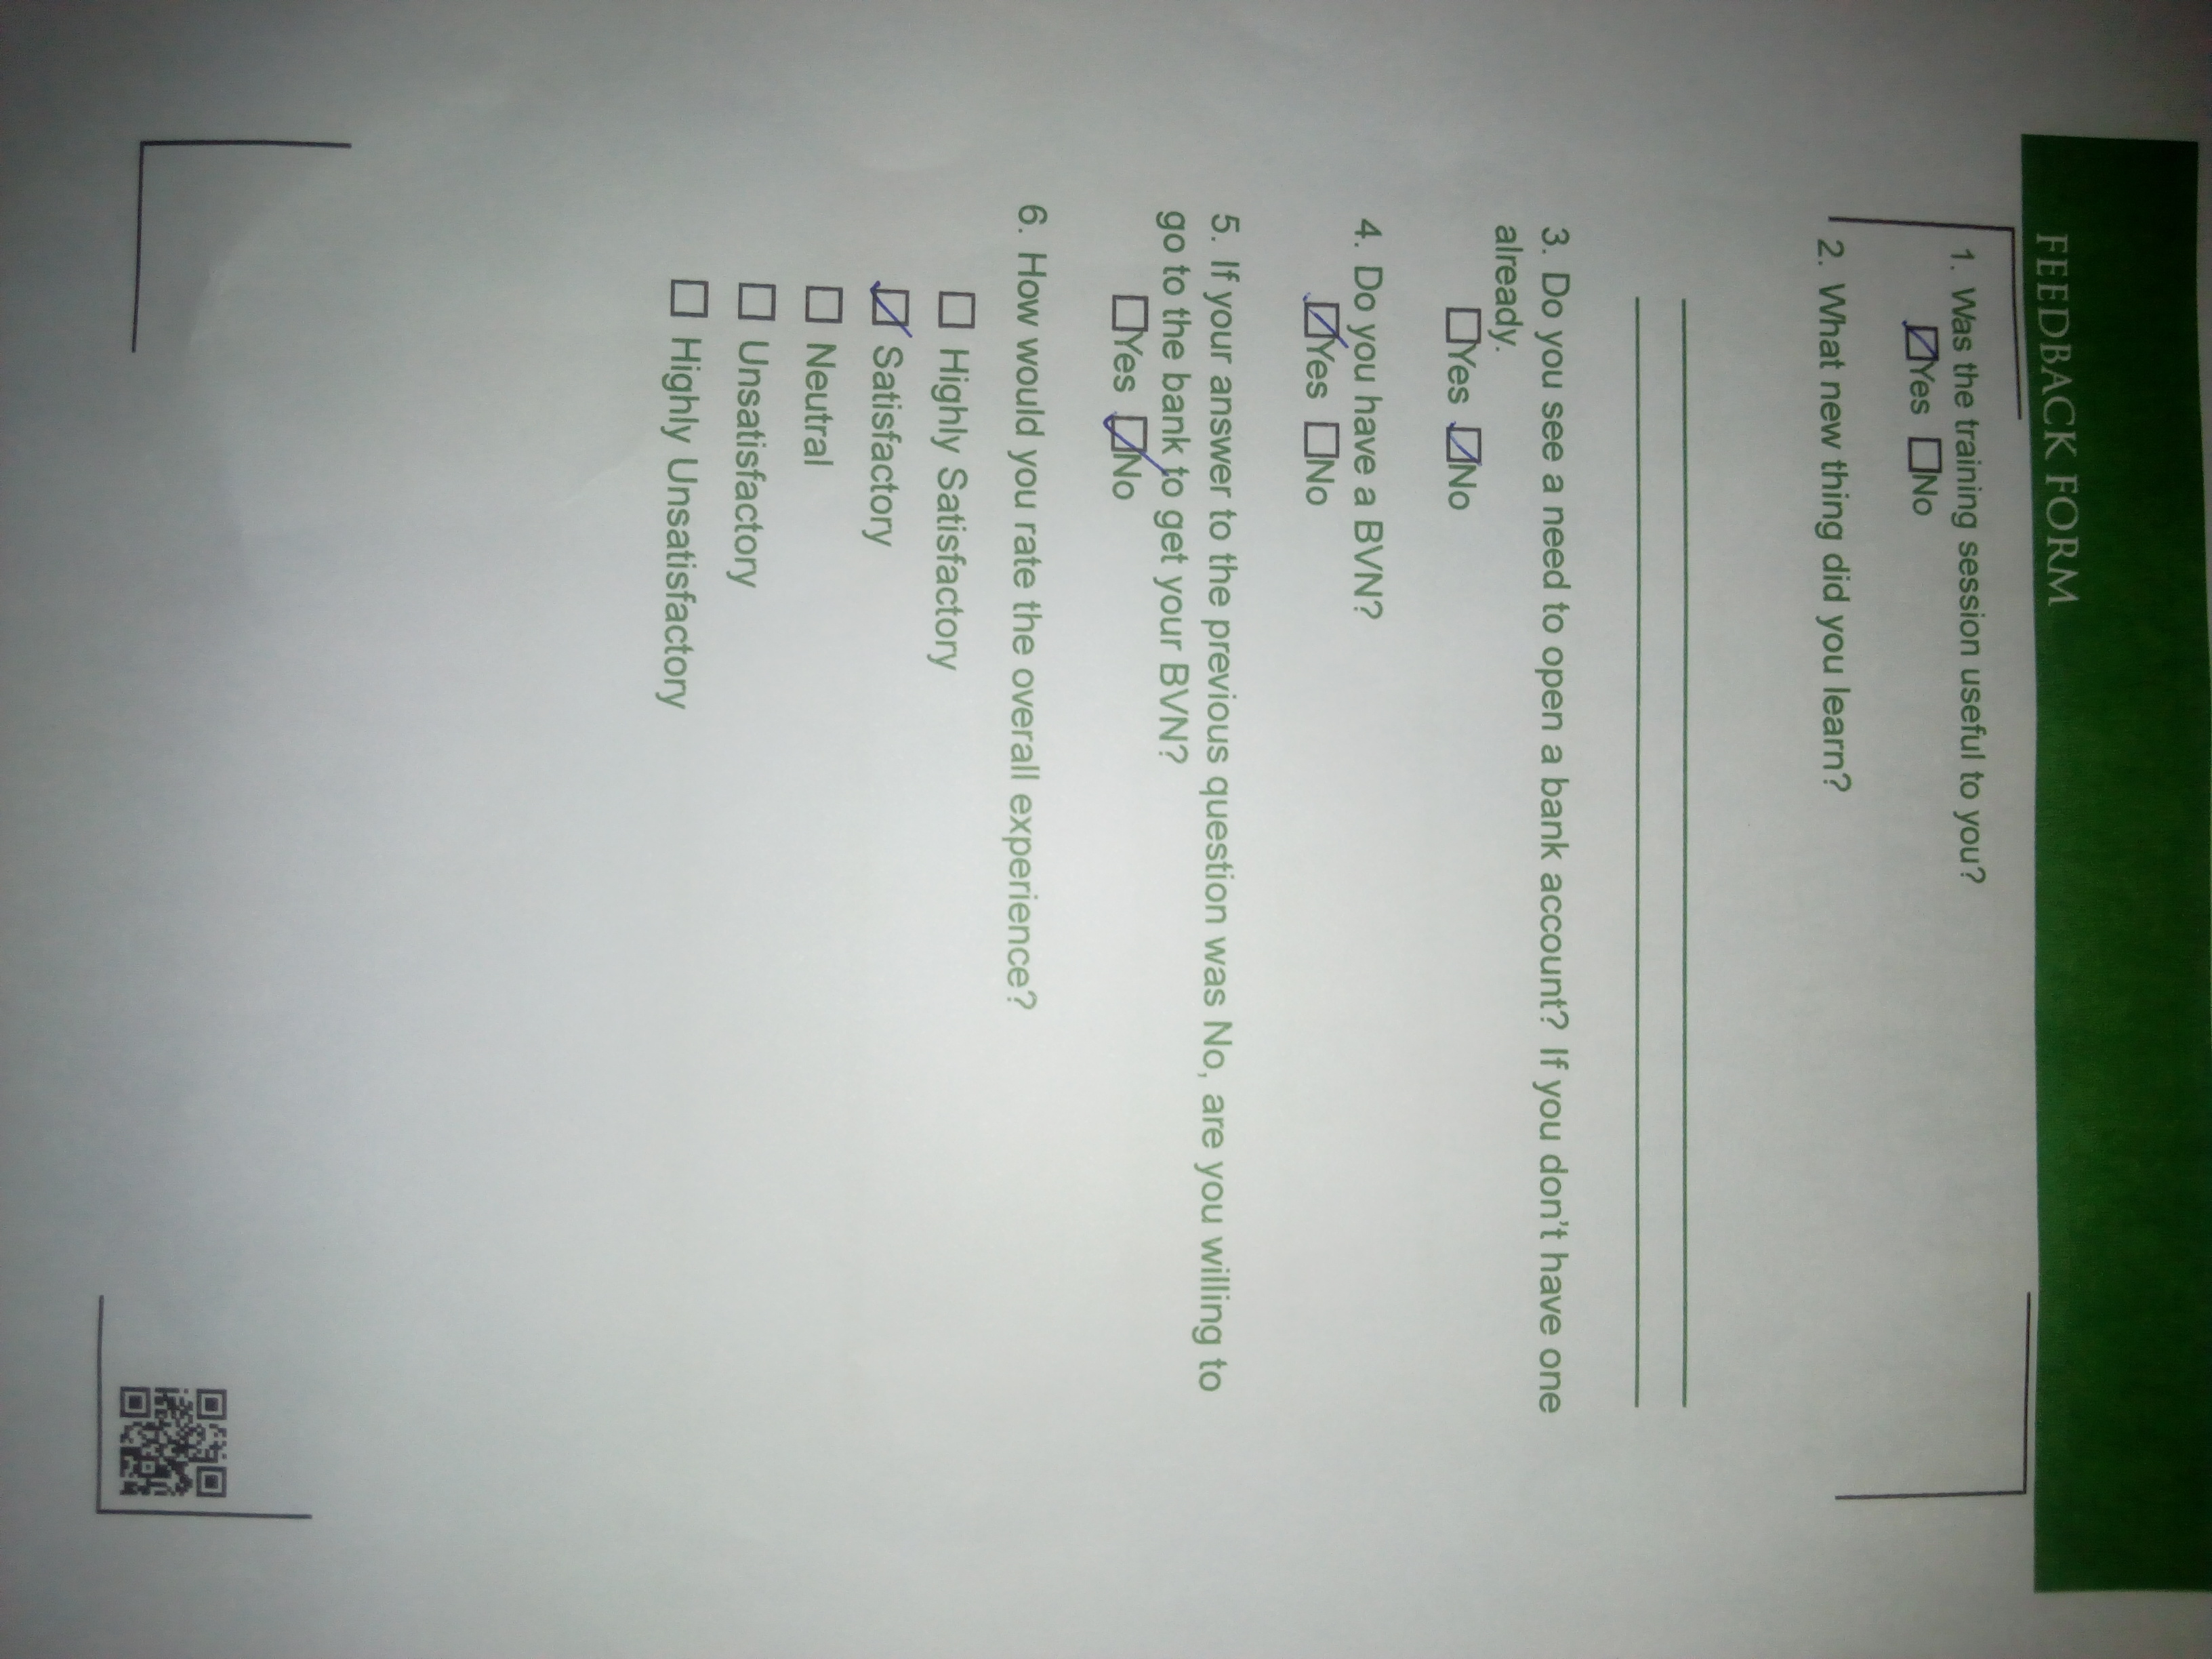 FEEDBACK FORM
1. Was the training session useful to you?
☑Yes ☐No
2. What new thing did you learn?
3. Do you see a need to open a bank account? If you don't have one
already.
☐Yes ☑No
4. Do you have a BVN?
☑Yes ☐No
5. If your answer to the previous question was No, are you willing to
go to the bank to get your BVN?
☐Yes ☑No
6. How would you rate the overall experience?
☐ Highly Satisfactory
☑ Satisfactory
☐ Neutral
☐ Unsatisfactory
☐ Highly Unsatisfactory